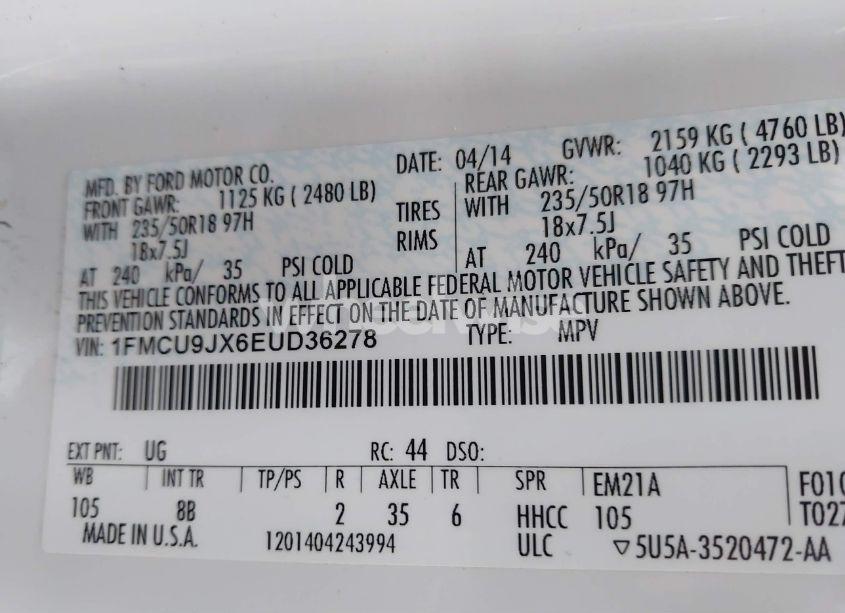 MFD. BY FORD MOTOR CO. DATE: 04/14 GVWR: 2159 KG ( 4760 LB)
FRONT GAWR: 1125 KG ( 2480 LB) REAR GAWR: 1040 KG ( 2293 LB)
WITH 235/50R18 97H TIRES WITH 235/50R18 97H
18x7.5J RIMS 18x7.5J
AT 240 kPa/ 35 PSI COLD AT 240 kPa/ 35 PSI COLD
THIS VEHICLE CONFORMS TO ALL APPLICABLE FEDERAL MOTOR VEHICLE SAFETY AND THEFT
PREVENTION STANDARDS IN EFFECT ON THE DATE OF MANUFACTURE SHOWN ABOVE.
VIN: 1FMCU9JX6EUD36278 TYPE: MPV
EXT PNT: UG RC: 44 DSO:
WB INT TR TP/PS R AXLE TR SPR EM21A F010
105 8B 2 35 6 HHCC 105 T027
MADE IN U.S.A. 1201404243994 ULC ▽5U5A-3520472-AA